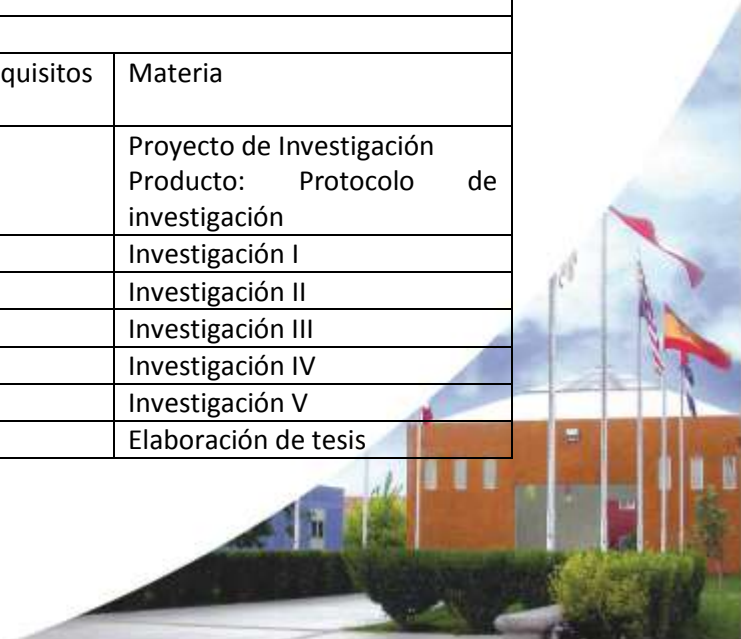 quisitos Materia
Proyecto de Investigación
Producto: Protocolo de
investigación
Investigación I
Investigación II
Investigación III
Investigación IV
Investigación V
Elaboración de tesis